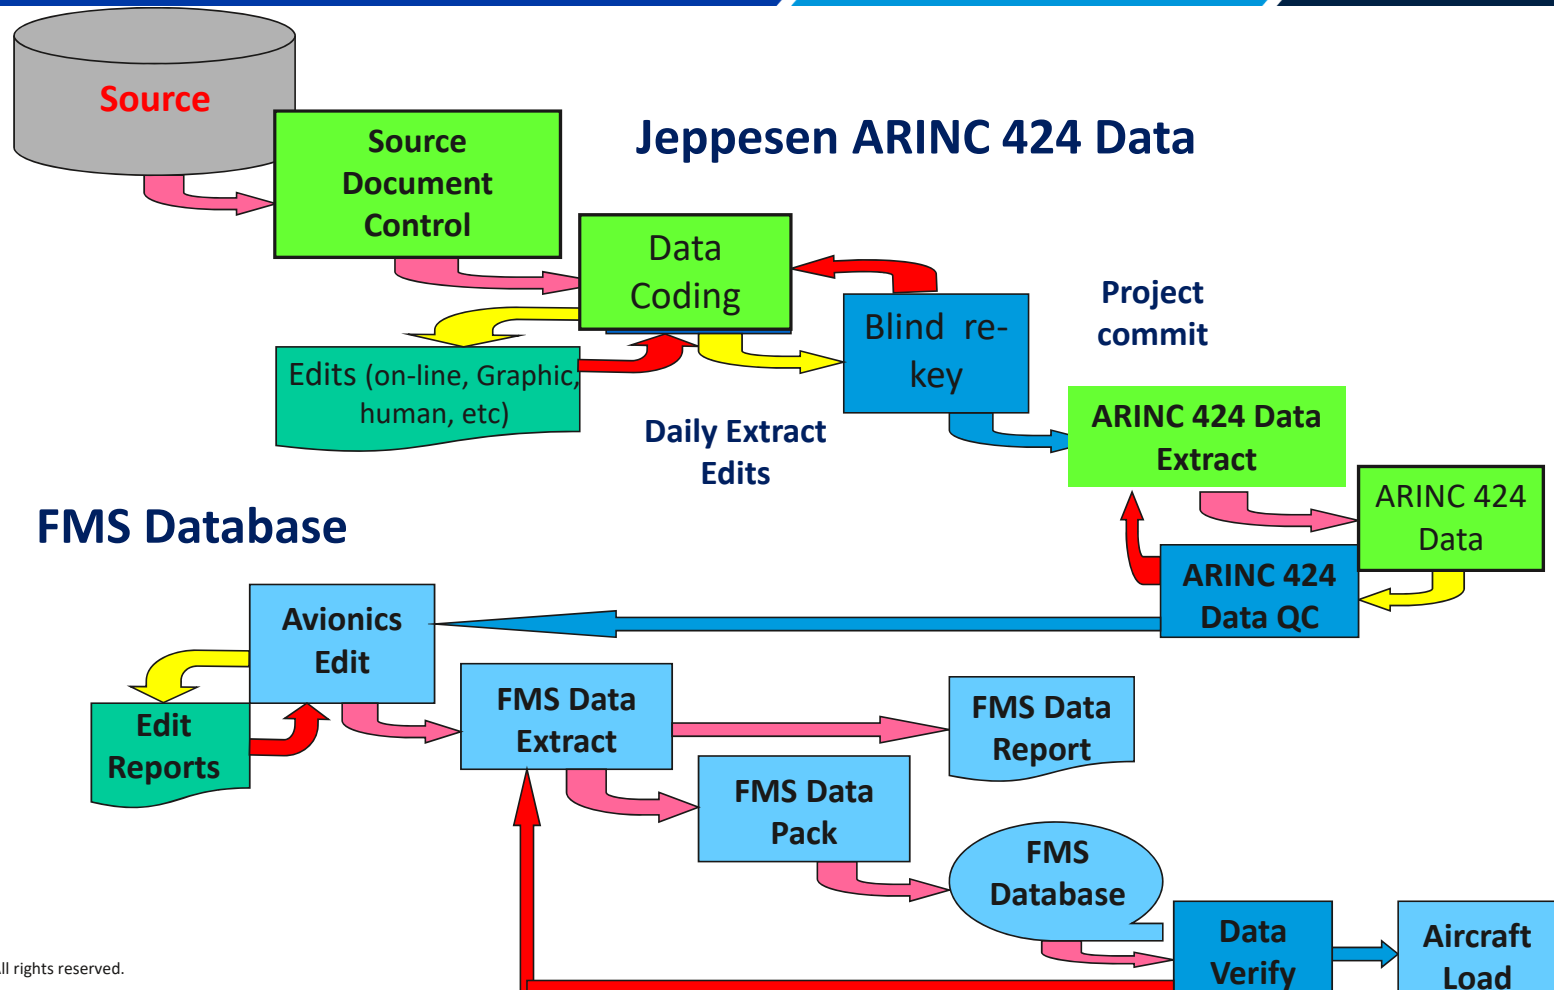 Source
Source
Document
Control
Jeppesen ARINC 424 Data
Data
Coding
Blind re-
key
Project
commit
Edits (on-line, Graphic,
human, etc)
Daily Extract
Edits
ARINC 424 Data
Extract
ARINC 424
Data
ARINC 424
Data QC
FMS Database
Avionics
Edit
Edit
Reports
FMS Data
Extract
FMS Data
Report
FMS Data
Pack
FMS
Database
Data
Verify
Aircraft
Load
All rights reserved.